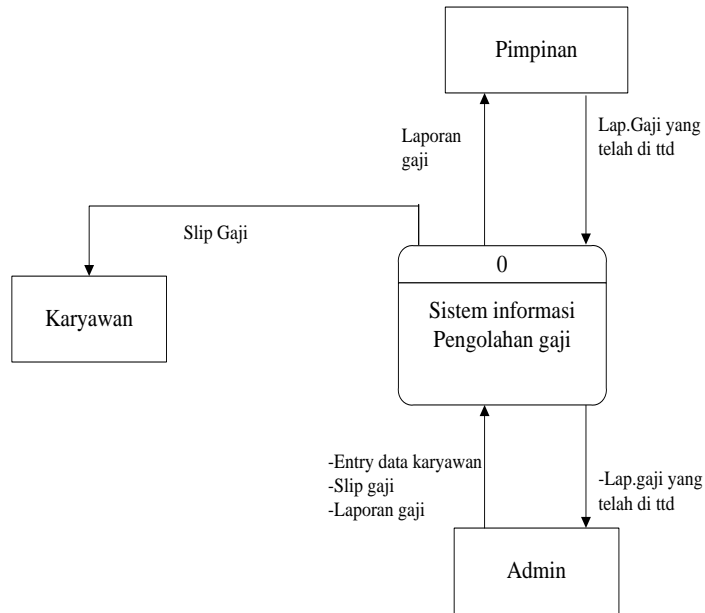 Pimpinan
Laporan
gaji
Lap.Gaji yang
telah di ttd
Slip Gaji
Karyawan
0
Sistem informasi
Pengolahan gaji
-Entry data karyawan
-Slip gaji
-Laporan gaji
-Lap.gaji yang
telah di ttd
Admin